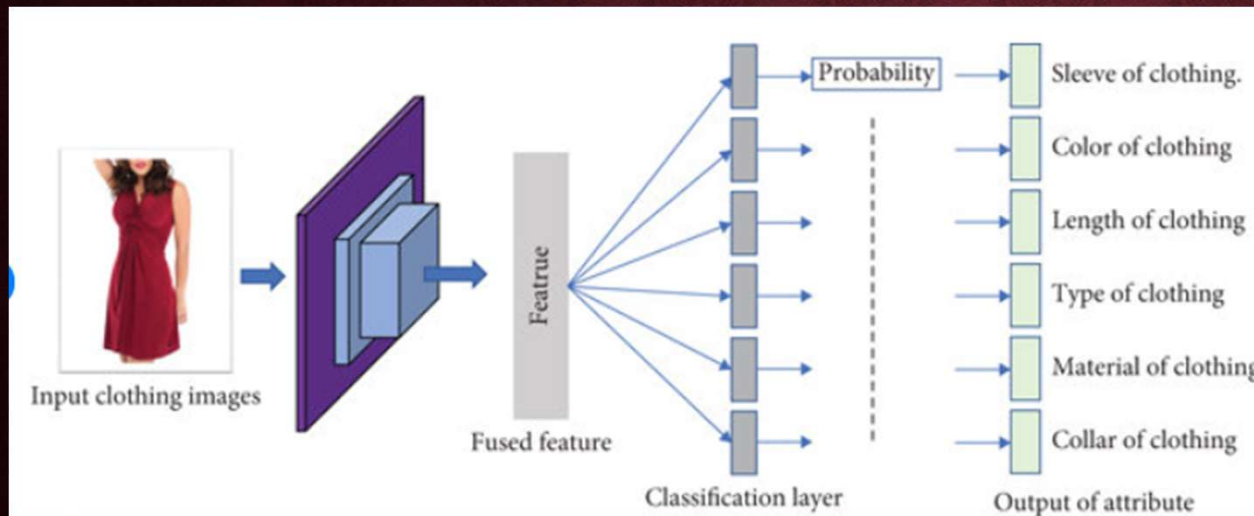 Input clothing images
Featrue
Fused feature
Classification layer
Probability
Sleeve of clothing.
Color of clothing
Length of clothing
Type of clothing
Material of clothing
Collar of clothing
Output of attribute